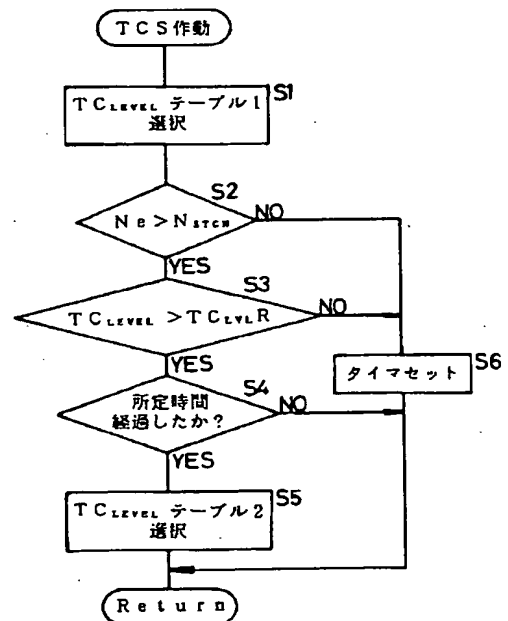 TCS作動
TCLEVEL テーブル1
選択
S1
S2
Ne>NSTCH
NO
YES
S3
TCLEVEL>TCLVLR
NO
YES
S4
所定時間
経過したか?
NO
YES
タイマセット
S6
TCLEVEL テーブル2
選択
S5
Return